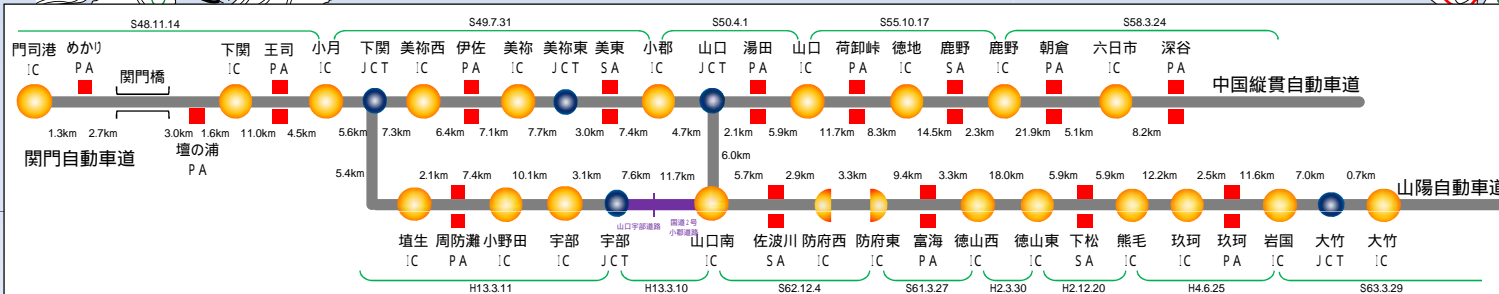 S48.11.14 S49.7.31 S50.4.1 S55.10.17 S58.3.24
門司港 めかり 下関 王司 小月 下関 美祢西 伊佐 美祢 美祢東 美東 小郡 山口 湯田 山口 荷卸峠 徳地 鹿野 鹿野 朝倉 六日市 深谷
IC PA IC PA IC JCT IC PA IC JCT SA IC JCT PA IC PA IC SA IC PA IC PA
関門橋
中国縦貫自動車道
1.3km 2.7km 3.0km 1.6km 11.0km 4.5km 5.6km 7.3km 6.4km 7.1km 7.7km 3.0km 7.4km 4.7km 2.1km 5.9km 11.7km 8.3km 14.5km 2.3km 21.9km 5.1km 8.2km
壇の浦
PA
関門自動車道
6.0km
5.4km
2.1km 7.4km 10.1km 3.1km 7.6km 11.7km 5.7km 2.9km 3.3km 9.4km 3.3km 18.0km 5.9km 5.9km 12.2km 2.5km 11.6km 7.0km 0.7km
山陽自動車道
山口宇部道路
国道2号
小郡道路
埴生 周防灘 小野田 宇部 宇部 山口南 佐波川 防府西 防府東 富海 徳山西 徳山東 下松 熊毛 玖珂 玖珂 岩国 大竹 大竹
IC PA IC IC JCT IC SA IC IC PA IC IC SA IC IC PA IC JCT IC
H13.3.11 H13.3.10 S62.12.4 S61.3.27 H2.3.30 H2.12.20 H4.6.25 S63.3.29